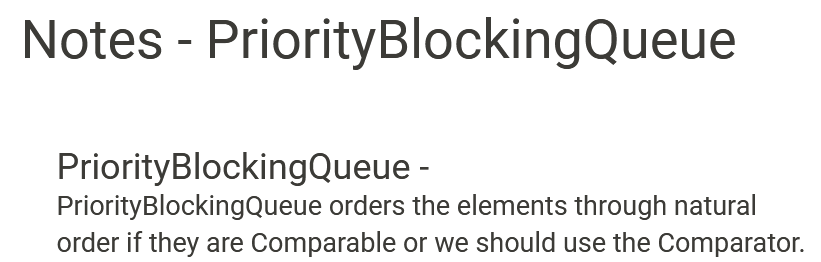 Notes - PriorityBlockingQueue
PriorityBlockingQueue -
PriorityBlockingQueue orders the elements through natural
order if they are Comparable or we should use the Comparator.